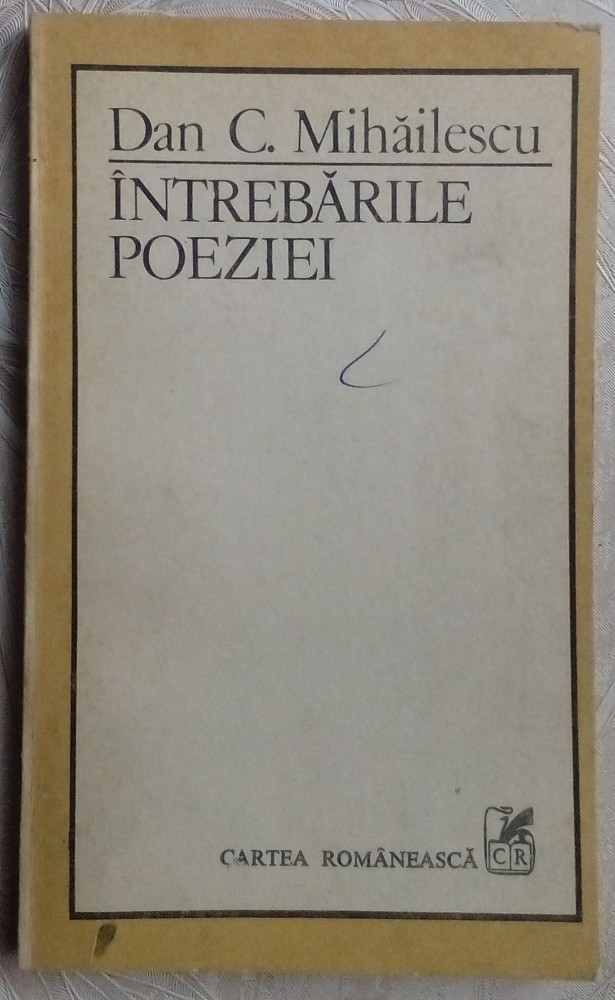 Dan C. Mihăilescu
ÎNTREBĂRILE
POEZIEI
CARTEA ROMÂNEASCĂ
CR